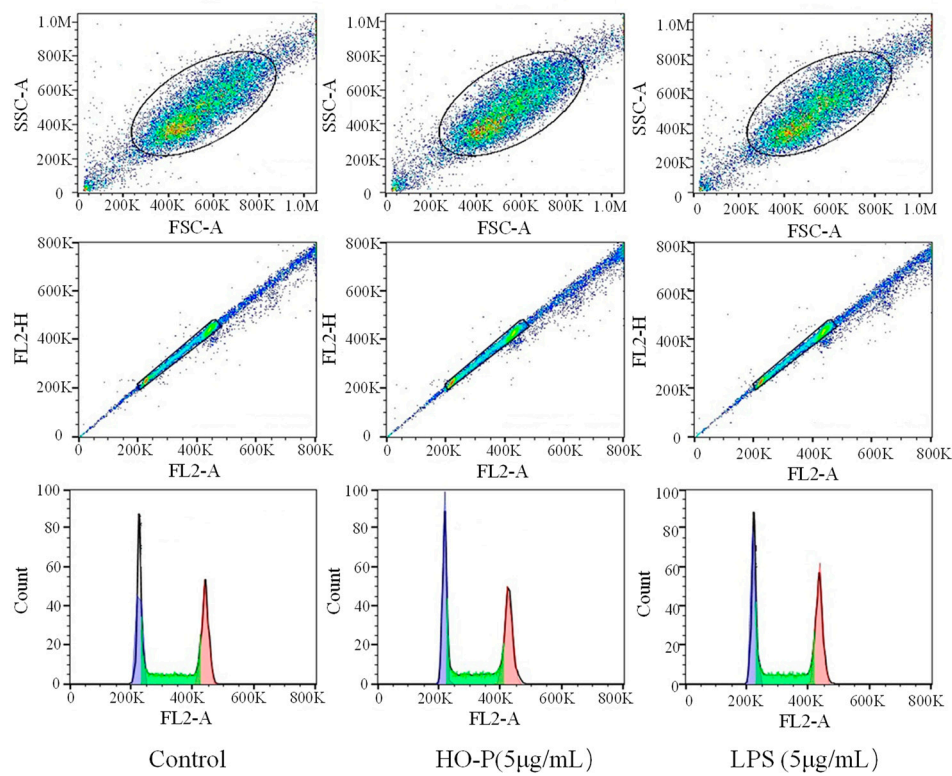 1.0M
800K
600K
400K
200K
0
SSC-A
0 200K 400K 600K 800K 1.0M
FSC-A
1.0M
800K
600K
400K
200K
0
SSC-A
0 200K 400K 600K 800K 1.0M
FSC-A
1.0M
800K
600K
400K
200K
0
SSC-A
0 200K 400K 600K 800K 1.0M
FSC-A
800K
600K
400K
200K
0
FL2-H
0 200K 400K 600K 800K
FL2-A
800K
600K
400K
200K
0
FL2-H
0 200K 400K 600K 800K
FL2-A
800K
600K
400K
200K
0
FL2-H
0 200K 400K 600K 800K
FL2-A
100
80
60
40
20
0
Count
0 200K 400K 600K 800K
FL2-A
100
80
60
40
20
0
Count
0 200K 400K 600K 800K
FL2-A
100
80
60
40
20
0
Count
0 200K 400K 600K 800K
FL2-A
Control
HO-P(5μg/mL)
LPS (5μg/mL)